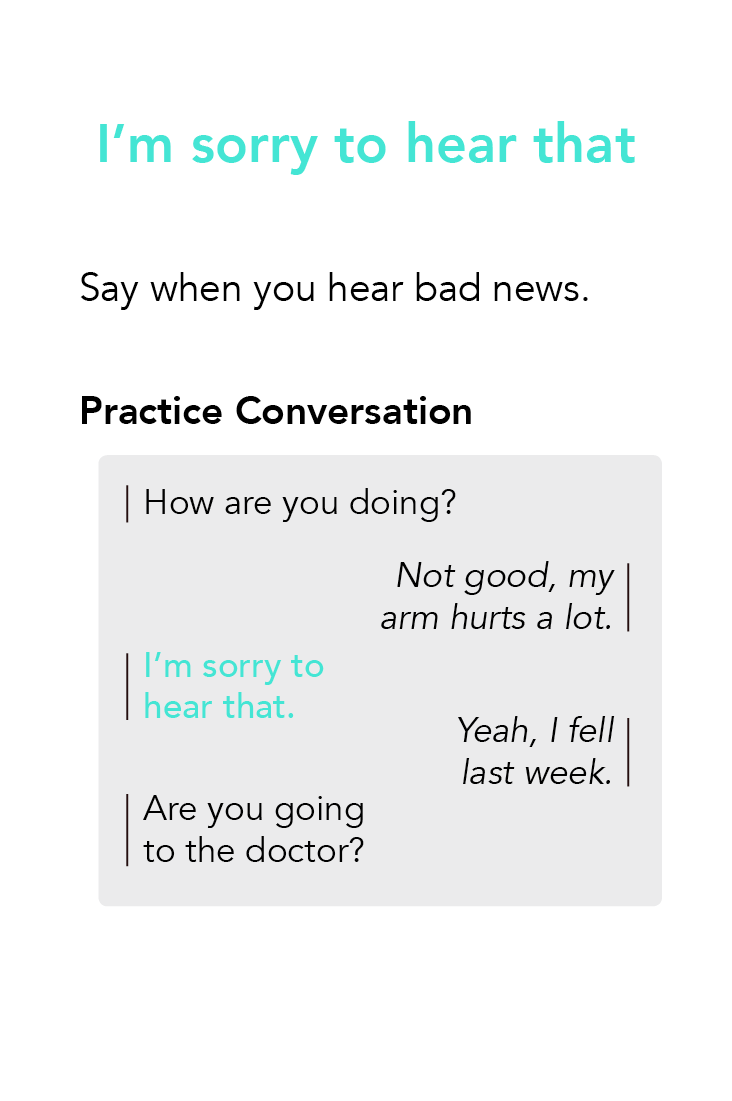 I’m sorry to hear that
Say when you hear bad news.
Practice Conversation
How are you doing?
Not good, my
arm hurts a lot.
I’m sorry to
hear that.
Yeah, I fell
last week.
Are you going
to the doctor?